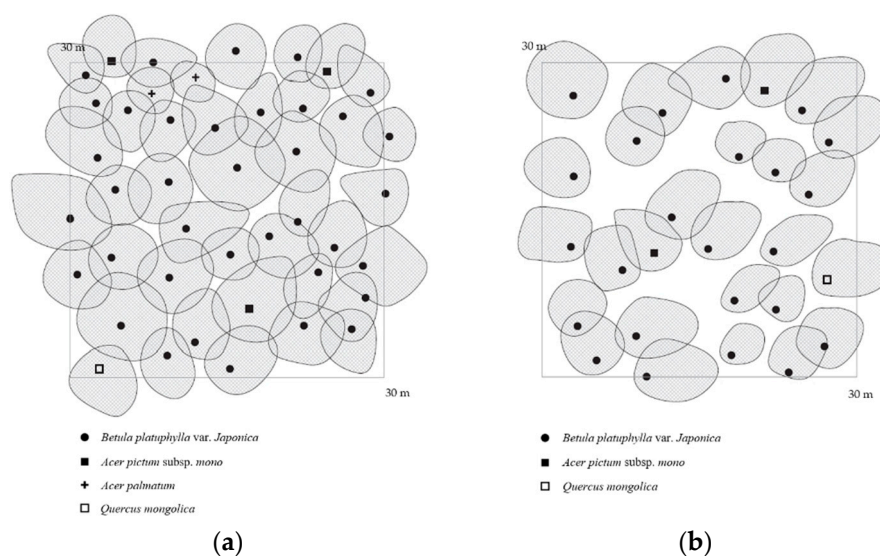 30 m
30 m
● Betula platuphylla var. Japonica
■ Acer pictum subsp. mono
+ Acer palmatum
□ Quercus mongolica
(a)
30 m
30 m
● Betula platuphylla var. Japonica
■ Acer pictum subsp. mono
□ Quercus mongolica
(b)